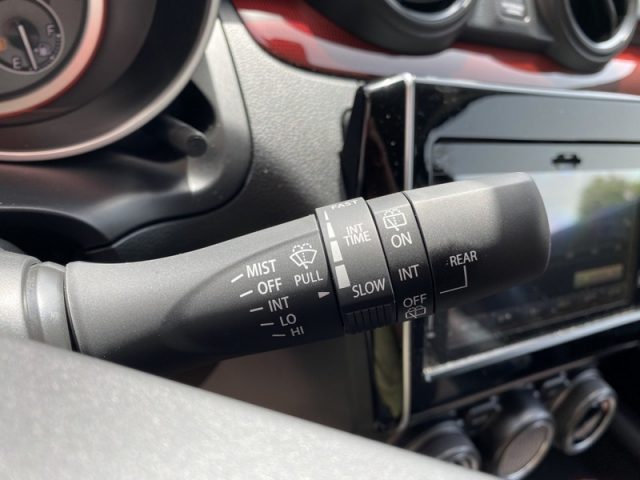 F
E
MIST
OFF
INT
LO
HI
PULL
FAST
INT
TIME
SLOW
ON
INT
OFF
REAR